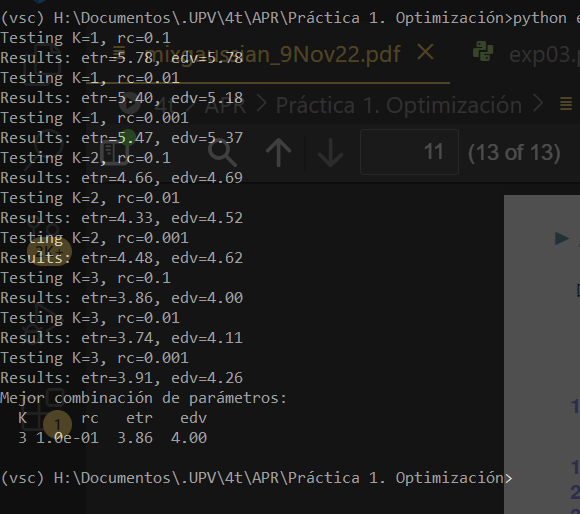 (vsc) H:\Documentos\.UPV\4t\APR\Práctica 1. Optimización>python e
Testing K=1, rc=0.1
Results: etr=5.78, edv=5.78
Testing K=1, rc=0.01
Results: etr=5.40, edv=5.18
Testing K=1, rc=0.001
Results: etr=5.47, edv=5.37
Testing K=2, rc=0.1
Results: etr=4.66, edv=4.69
Testing K=2, rc=0.01
Results: etr=4.33, edv=4.52
Testing K=2, rc=0.001
Results: etr=4.48, edv=4.62
Testing K=3, rc=0.1
Results: etr=3.86, edv=4.00
Testing K=3, rc=0.01
Results: etr=3.74, edv=4.11
Testing K=3, rc=0.001
Results: etr=3.91, edv=4.26
Mejor combinación de parámetros:
K rc etr edv
3 1.0e-01 3.86 4.00
(vsc) H:\Documentos\.UPV\4t\APR\Práctica 1. Optimización>
mixgaussian_9Nov22.pdf
exp03.p
4t > APR > Práctica 1. Optimización >
11 (13 of 13)
1
1
1
2